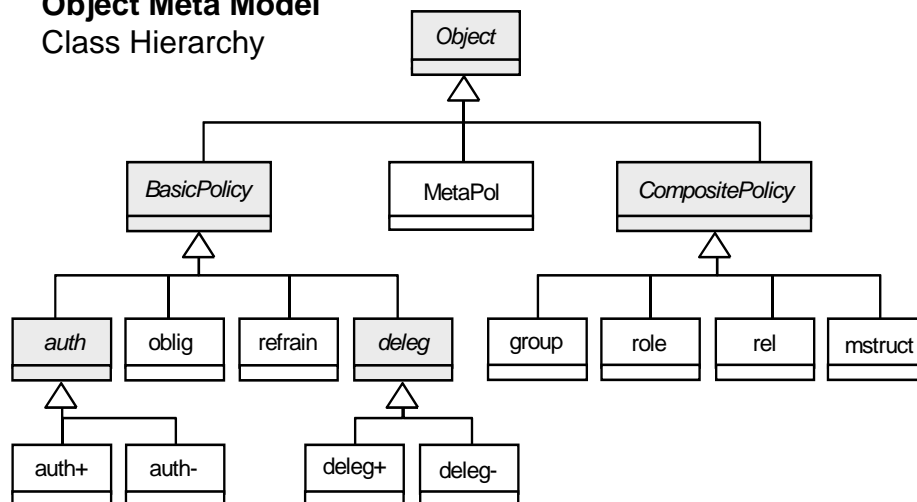 Object Meta Model
Class Hierarchy
Object
BasicPolicy
MetaPol
CompositePolicy
auth
oblig
refrain
deleg
group
role
rel
mstruct
auth+
auth-
deleg+
deleg-